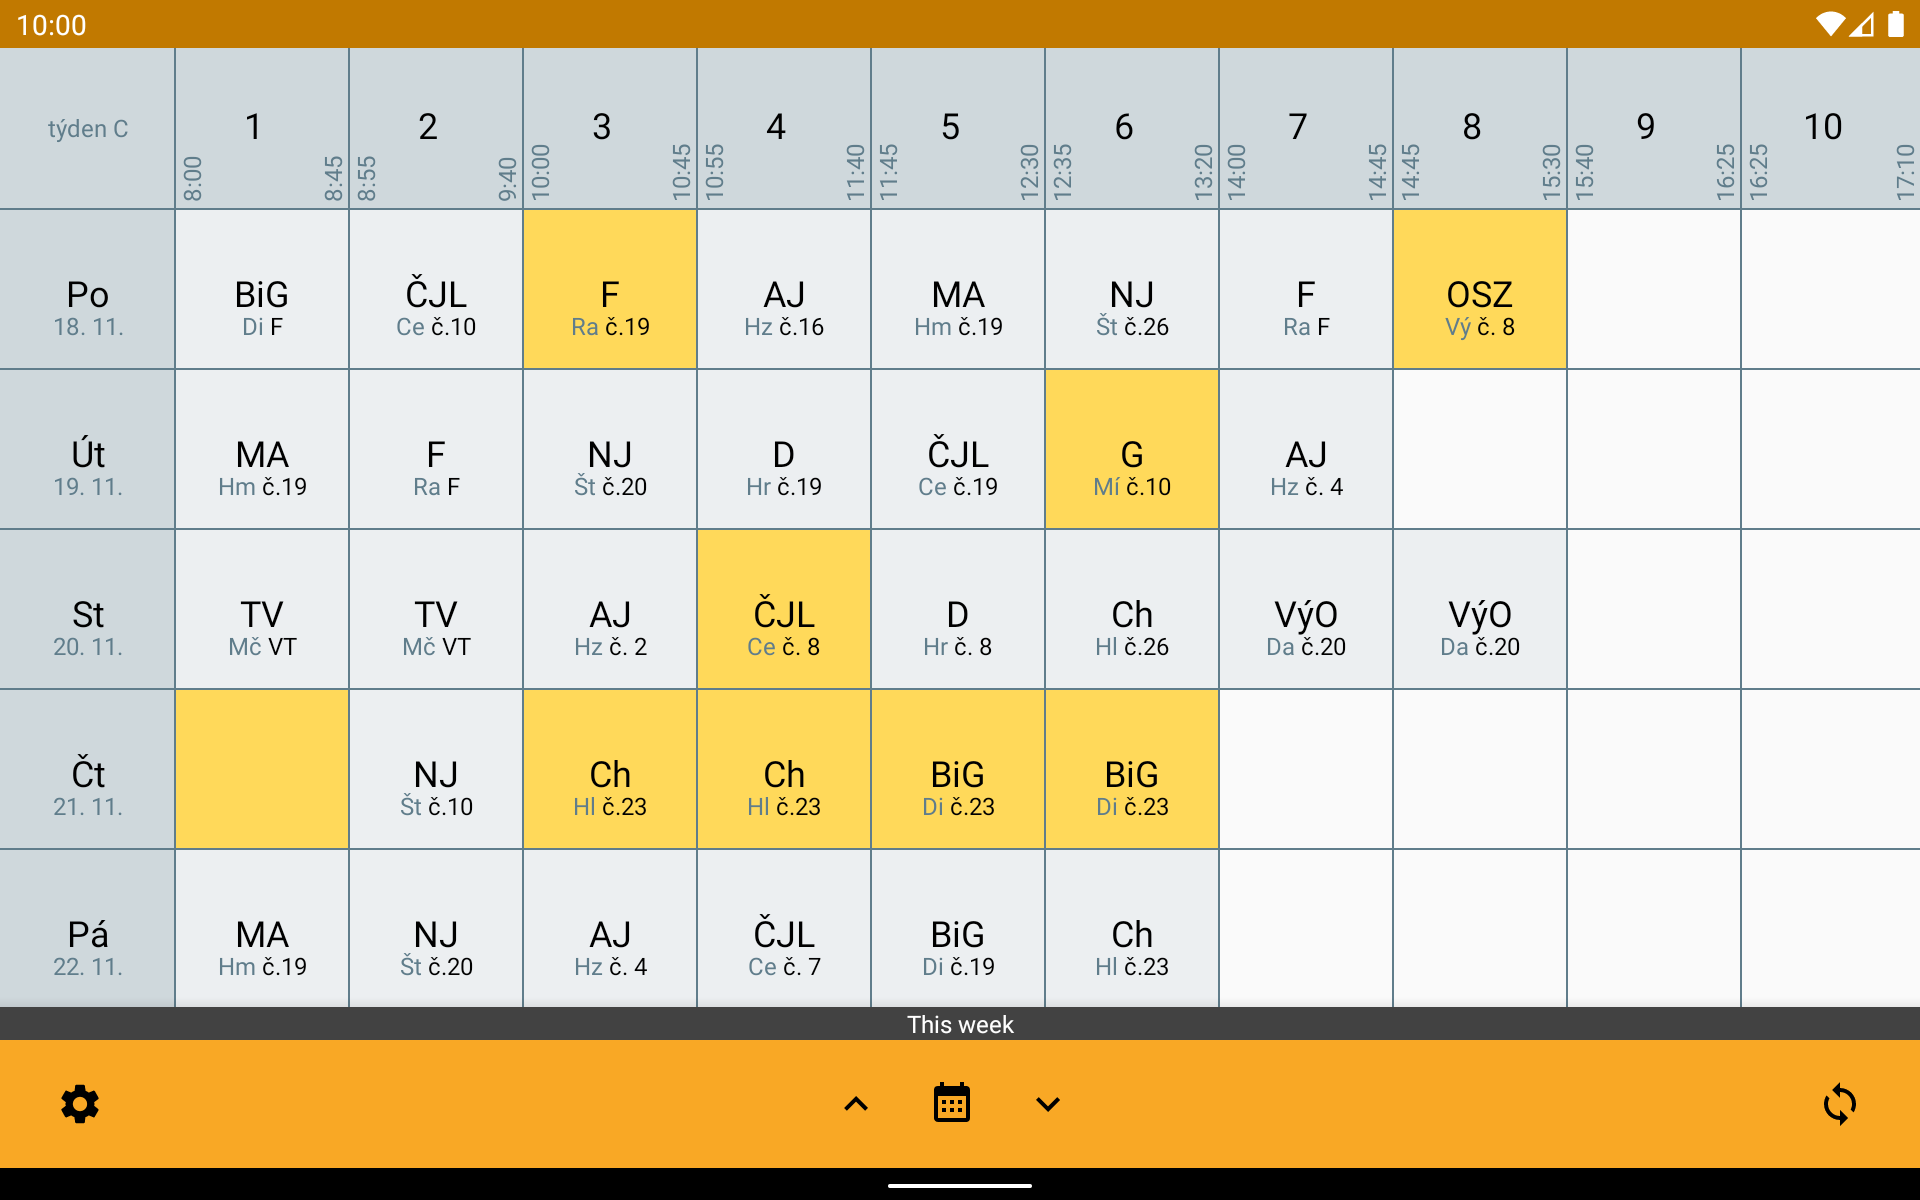 10:00
týden C
1
8:00
8:45
2
8:55
9:40
3
10:00
10:45
4
10:55
11:40
5
11:45
12:30
6
12:35
13:20
7
14:00
14:45
8
14:45
15:30
9
15:40
16:25
10
16:25
17:10
Po
18. 11.
BiG
Di F
ČJL
Ce č.10
F
Ra č.19
AJ
Hz č.16
MA
Hm č.19
NJ
Št č.26
F
Ra F
OSZ
Vý č. 8
Út
19. 11.
MA
Hm č.19
F
Ra F
NJ
Št č.20
D
Hr č.19
ČJL
Ce č.19
G
Mí č.10
AJ
Hz č. 4
St
20. 11.
TV
Mč VT
TV
Mč VT
AJ
Hz č. 2
ČJL
Ce č. 8
D
Hr č. 8
Ch
Hl č.26
VýO
Da č.20
VýO
Da č.20
Čt
21. 11.
NJ
Št č.10
Ch
Hl č.23
Ch
Hl č.23
BiG
Di č.23
BiG
Di č.23
Pá
22. 11.
MA
Hm č.19
NJ
Št č.20
AJ
Hz č. 4
ČJL
Ce č. 7
BiG
Di č.19
Ch
Hl č.23
This week